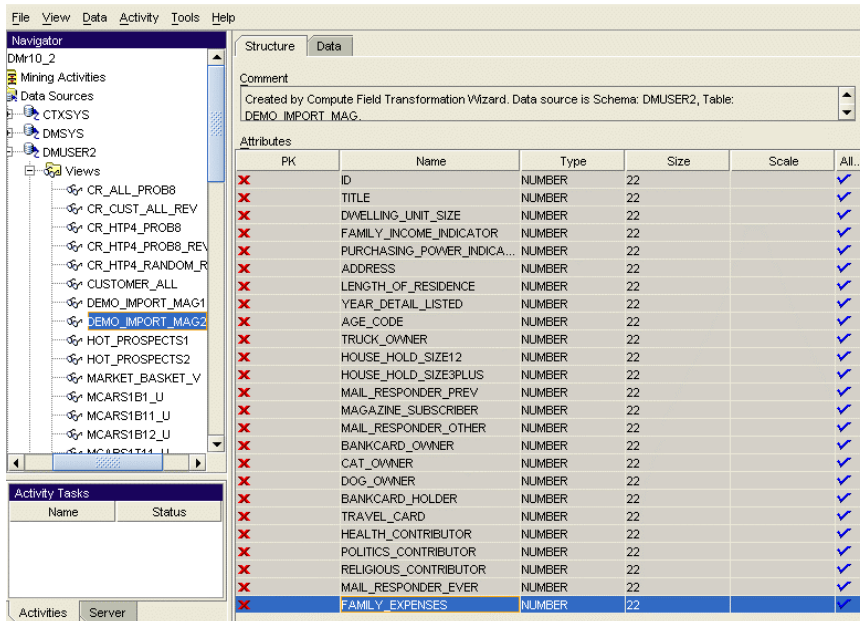 File View Data Activity Tools Help
Navigator
DMr10_2
Mining Activities
Data Sources
CTXSYS
DMSYS
DMUSER2
Views
CR_ALL_PROB8
CR_CUST_ALL_REV
CR_HTP4_PROB8
CR_HTP4_PROB8_REV
CR_HTP4_RANDOM_R
CUSTOMER_ALL
DEMO_IMPORT_MAG1
DEMO_IMPORT_MAG2
HOT_PROSPECTS1
HOT_PROSPECTS2
MARKET_BASKET_V
MCARS1B1_U
MCARS1B11_U
MCARS1B12_U
Activity Tasks
Name Status
Activities Server
Structure Data
Comment
Created by Compute Field Transformation Wizard. Data source is Schema: DMUSER2, Table:
DEMO_IMPORT_MAG.
Attributes
PK Name Type Size Scale All...
ID NUMBER 22
TITLE NUMBER 22
DWELLING_UNIT_SIZE NUMBER 22
FAMILY_INCOME_INDICATOR NUMBER 22
PURCHASING_POWER_INDICA... NUMBER 22
ADDRESS NUMBER 22
LENGTH_OF_RESIDENCE NUMBER 22
YEAR_DETAIL_LISTED NUMBER 22
AGE_CODE NUMBER 22
TRUCK_OWNER NUMBER 22
HOUSE_HOLD_SIZE12 NUMBER 22
HOUSE_HOLD_SIZE3PLUS NUMBER 22
MAIL_RESPONDER_PREV NUMBER 22
MAGAZINE_SUBSCRIBER NUMBER 22
MAIL_RESPONDER_OTHER NUMBER 22
BANKCARD_OWNER NUMBER 22
CAT_OWNER NUMBER 22
DOG_OWNER NUMBER 22
BANKCARD_HOLDER NUMBER 22
TRAVEL_CARD NUMBER 22
HEALTH_CONTRIBUTOR NUMBER 22
POLITICS_CONTRIBUTOR NUMBER 22
RELIGIOUS_CONTRIBUTOR NUMBER 22
MAIL_RESPONDER_EVER NUMBER 22
FAMILY_EXPENSES NUMBER 22